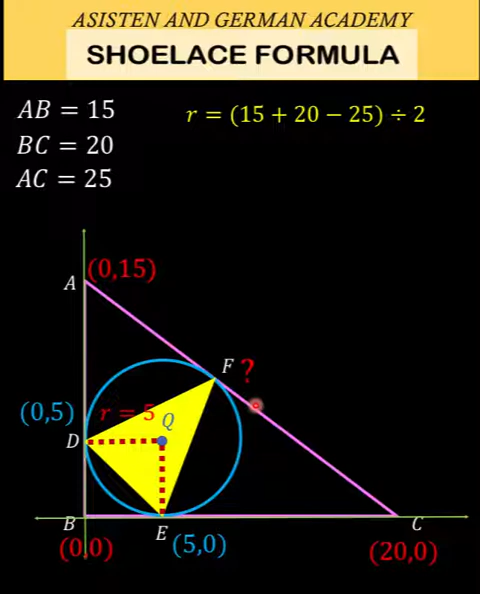 ASISTEN AND GERMAN ACADEMY
SHOELACE FORMULA
AB = 15
r = (15 + 20 − 25) ÷ 2
BC = 20
AC = 25
A
(0,15)
F ?
(0,5)
r = 5
Q
D
B
E
C
(0,0)
(5,0)
(20,0)